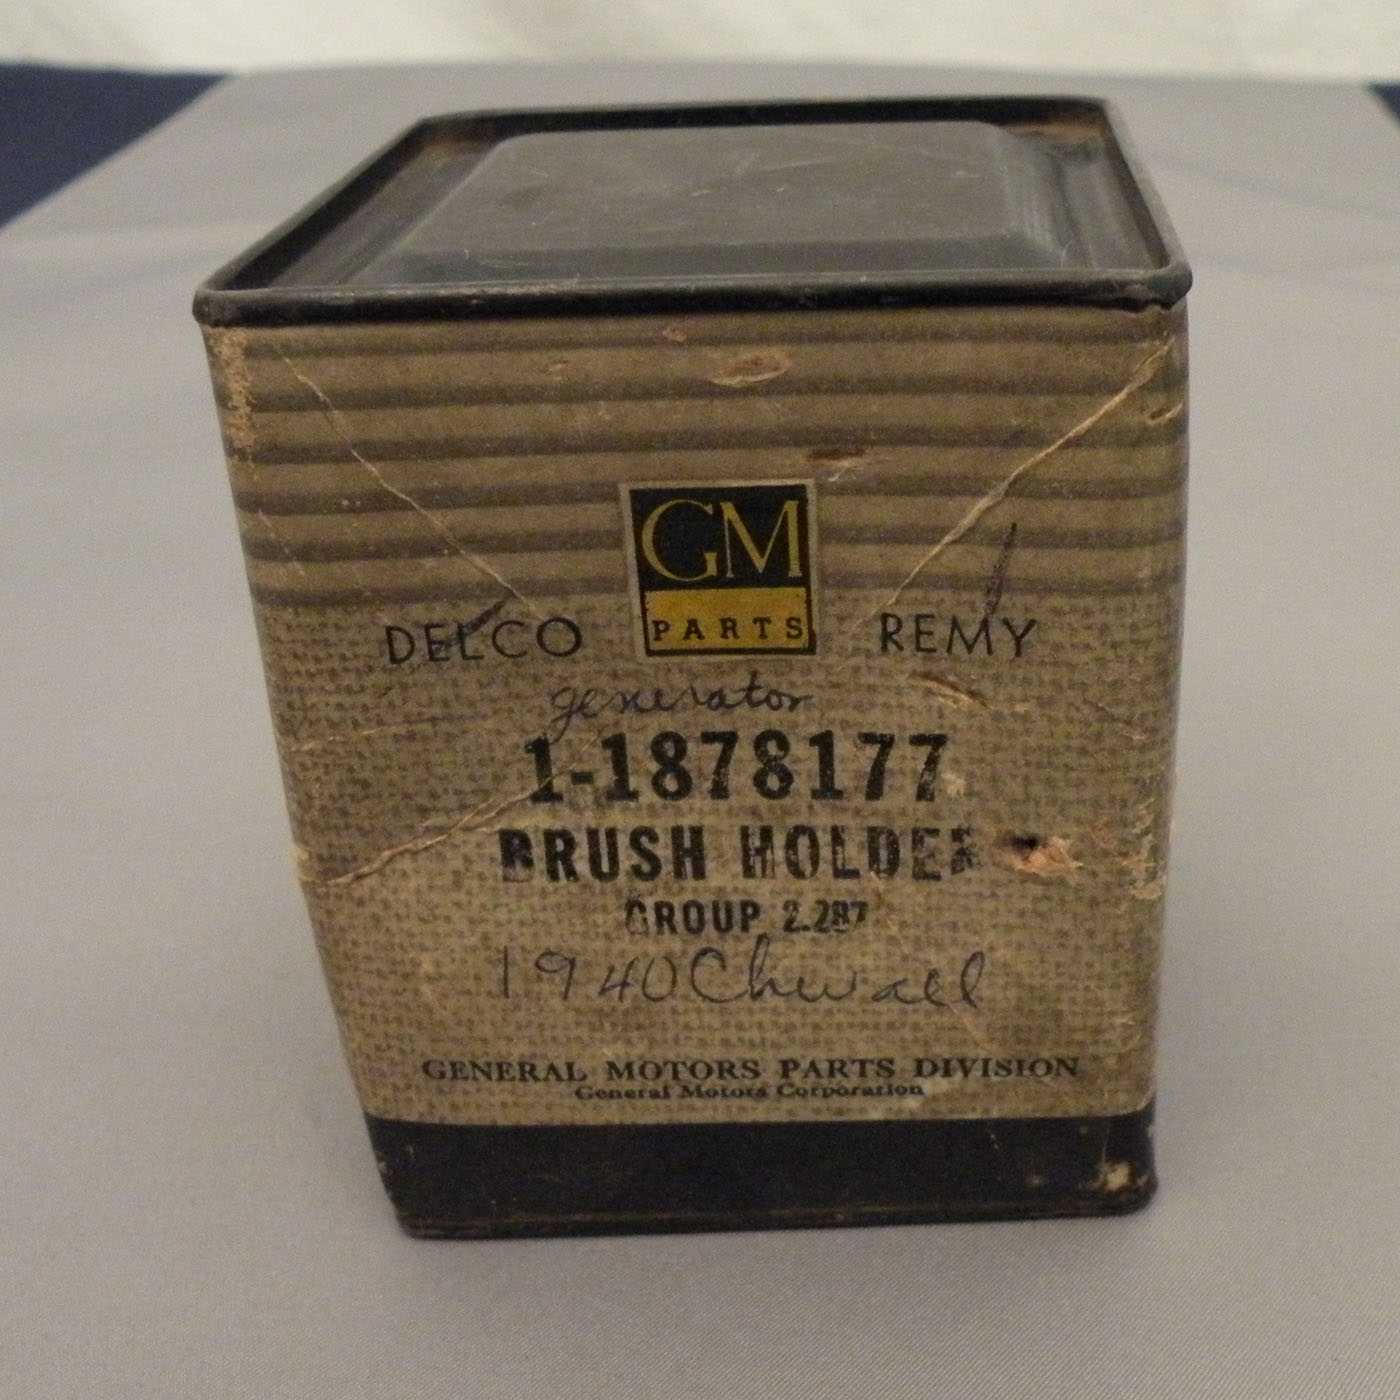 GM
PARTS
DELCO REMY
generator
1-1878177
BRUSH HOLDER
GROUP 2.287
1940 Chev all
GENERAL MOTORS PARTS DIVISION
General Motors Corporation